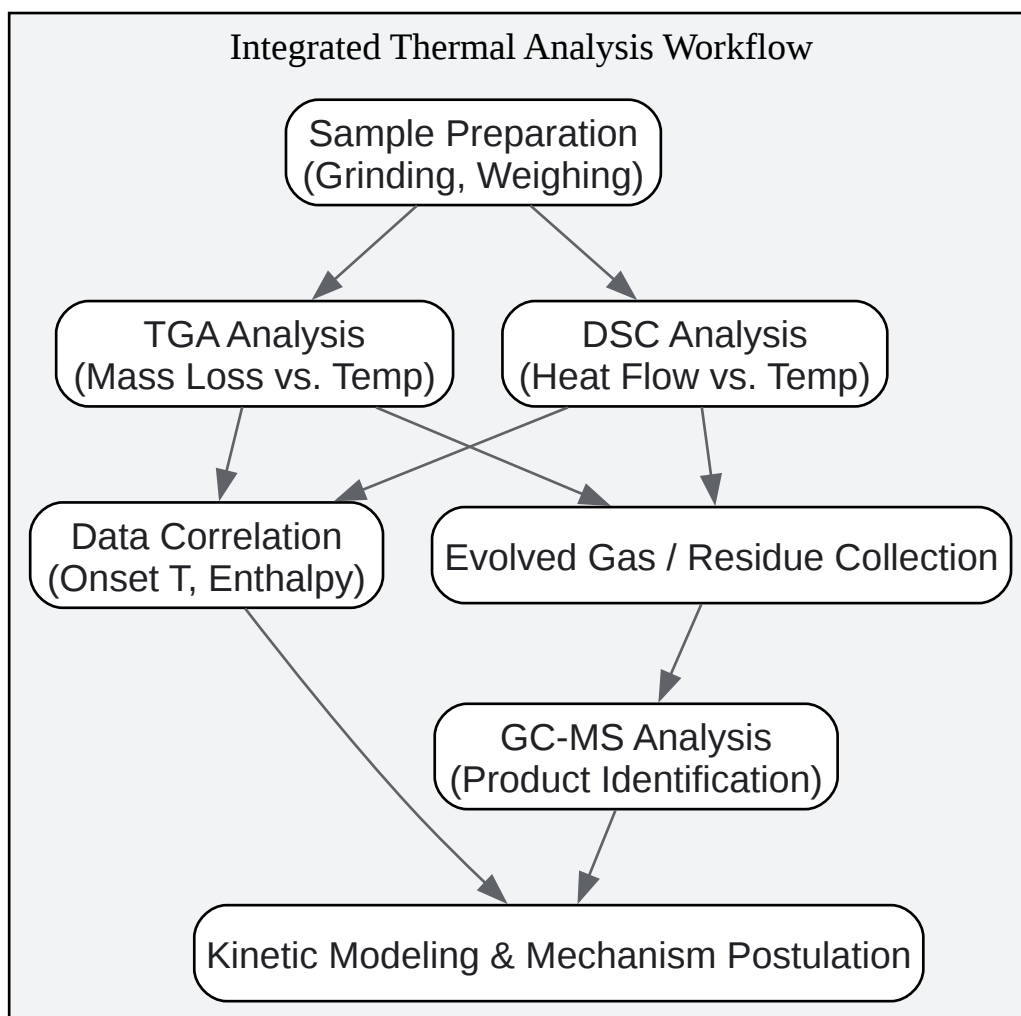 Integrated Thermal Analysis Workflow
Sample Preparation
(Grinding, Weighing)
TGA Analysis
(Mass Loss vs. Temp)
DSC Analysis
(Heat Flow vs. Temp)
Data Correlation
(Onset T, Enthalpy)
Evolved Gas / Residue Collection
GC-MS Analysis
(Product Identification)
Kinetic Modeling & Mechanism Postulation